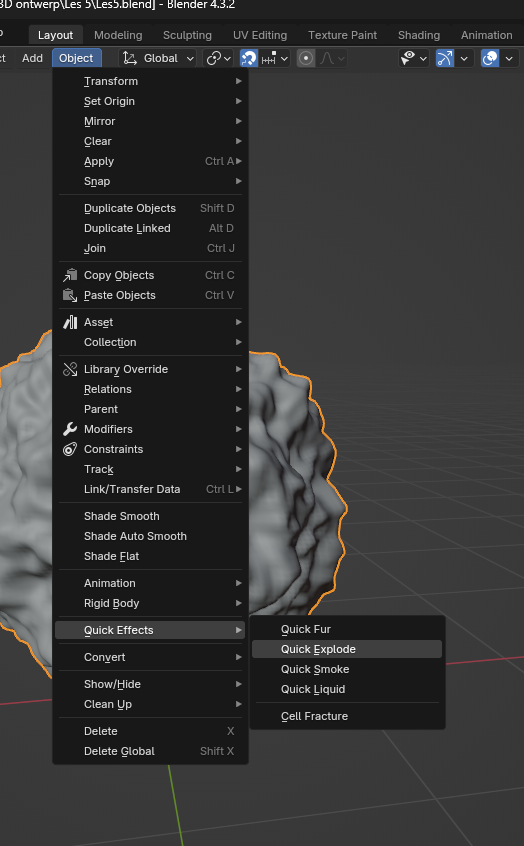 3D ontwerp\Les 5\Les5.blend] - Blender 4.3.2
Layout Modeling Sculpting UV Editing Texture Paint Shading Animation
Add Object Global
Transform
Set Origin
Mirror
Clear
Apply Ctrl A
Snap
Duplicate Objects Shift D
Duplicate Linked Alt D
Join Ctrl J
Copy Objects Ctrl C
Paste Objects Ctrl V
Asset
Collection
Library Override
Relations
Parent
Modifiers
Constraints
Track
Link/Transfer Data Ctrl L
Shade Smooth
Shade Auto Smooth
Shade Flat
Animation
Rigid Body
Quick Effects
Quick Fur
Quick Explode
Quick Smoke
Quick Liquid
Cell Fracture
Convert
Show/Hide
Clean Up
Delete X
Delete Global Shift X